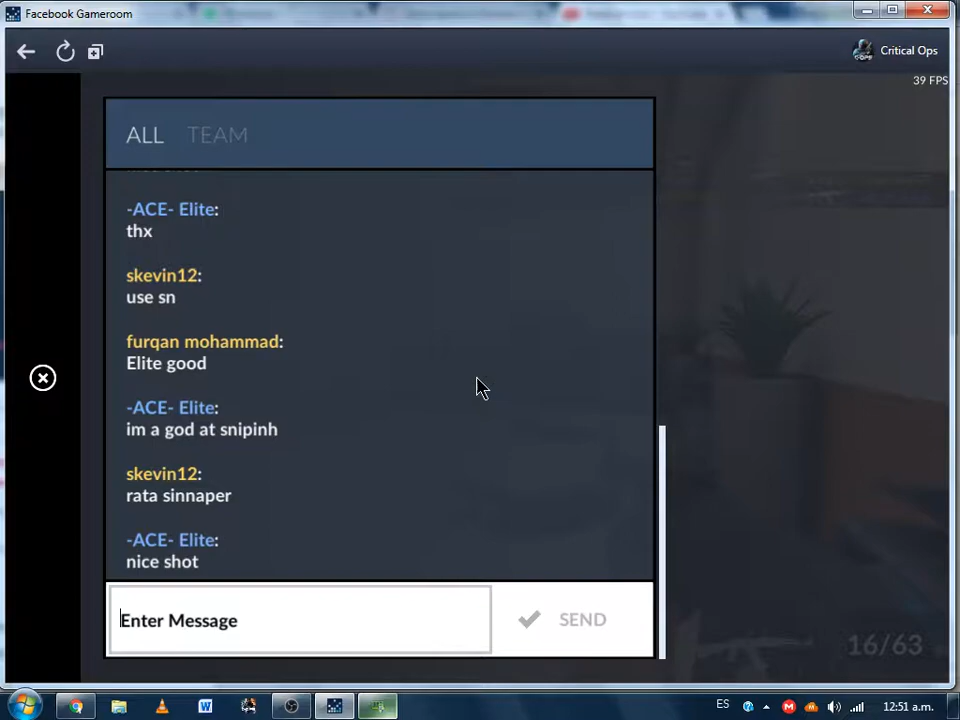 Facebook Gameroom
Critical Ops
39 FPS
ALL TEAM
-ACE- Elite:
thx
skevin12:
use sn
furqan mohammad:
Elite good
-ACE- Elite:
im a god at snipinh
skevin12:
rata sinnaper
-ACE- Elite:
nice shot
Enter Message
SEND
16/63
ES
12:51 a.m.